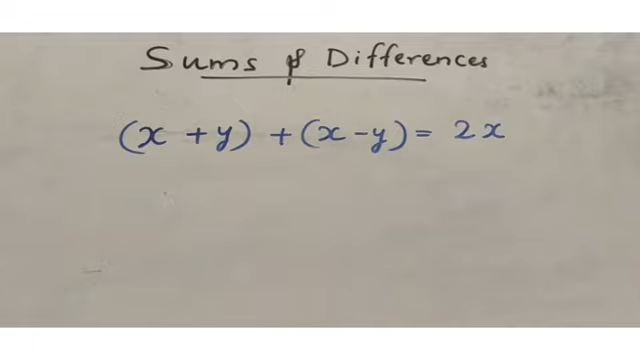 Sums & Differences
(x + y) + (x - y) = 2x